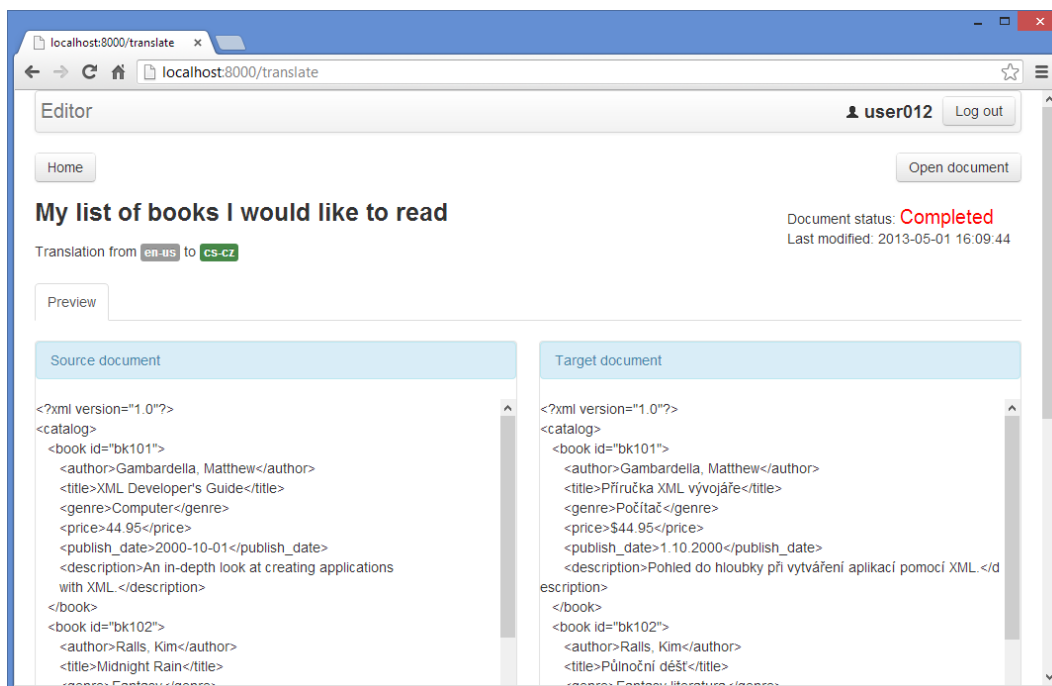 localhost:8000/translate
localhost:8000/translate
Editor
user012
Log out
Home
Open document
My list of books I would like to read
Document status: Completed
Last modified: 2013-05-01 16:09:44
Translation from en-us to cs-cz
Preview
Source document
<?xml version="1.0"?>
<catalog>
<book id="bk101">
<author>Gambardella, Matthew</author>
<title>XML Developer's Guide</title>
<genre>Computer</genre>
<price>44.95</price>
<publish_date>2000-10-01</publish_date>
<description>An in-depth look at creating applications
with XML.</description>
</book>
<book id="bk102">
<author>Ralls, Kim</author>
<title>Midnight Rain</title>
<genre>Fantasy</genre>
Target document
<?xml version="1.0"?>
<catalog>
<book id="bk101">
<author>Gambardella, Matthew</author>
<title>Příručka XML vývojáře</title>
<genre>Počítač</genre>
<price>$44.95</price>
<publish_date>1.10.2000</publish_date>
<description>Pohled do hloubky při vytváření aplikací pomocí XML.</d
escription>
</book>
<book id="bk102">
<author>Ralls, Kim</author>
<title>Půlnoční déšť</title>
<genre>Fantasy literatura</genre>